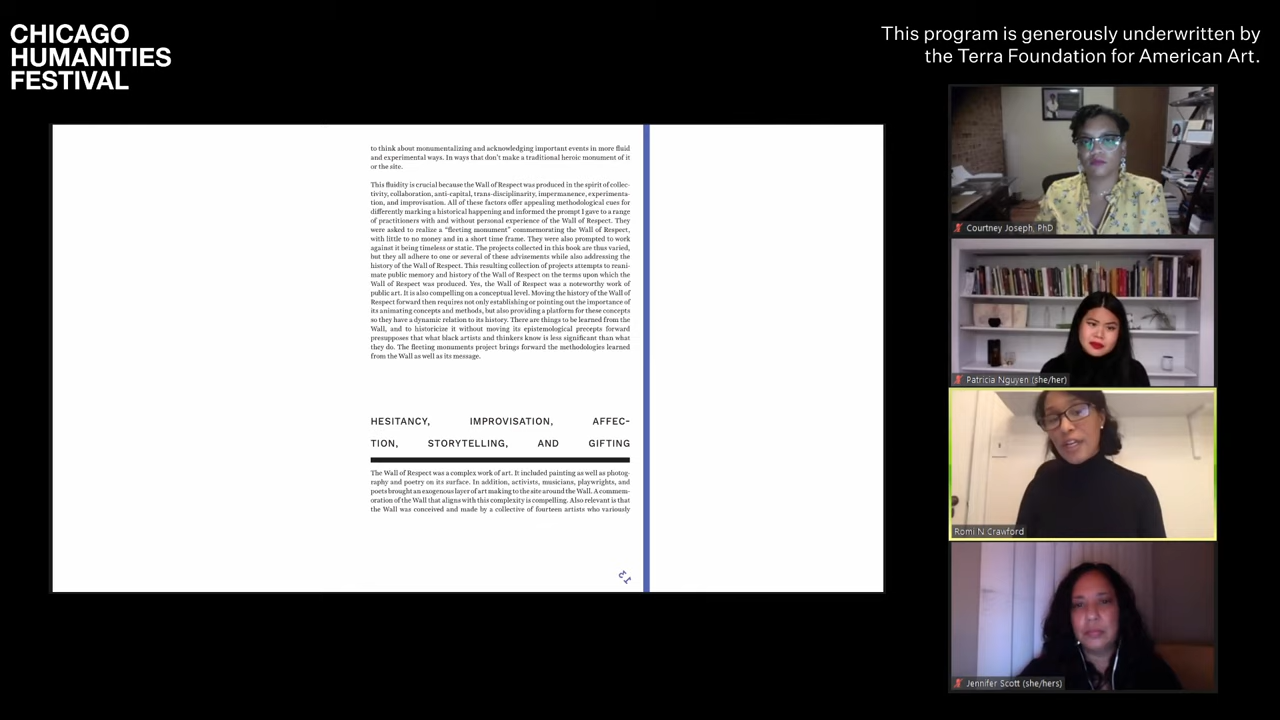 CHICAGO
HUMANITIES
FESTIVAL
This program is generously underwritten by
the Terra Foundation for American Art.
to think about monumentalizing and acknowledging important events in more fluid
and experimental ways. In ways that don't make a traditional heroic monument of it
or the site.
This fluidity is crucial because the Wall of Respect was produced in the spirit of collec-
tivity, collaboration, anti-capital, trans-disciplinarity, impermanence, experimenta-
tion, and improvisation. All of these factors offer appealing methodological cues for
differently marking a historical happening and informed the prompt I gave to a range
of practitioners with and without personal experience of the Wall of Respect. They
were asked to realize a "fleeting monument" commemorating the Wall of Respect,
with little to no money and in a short time frame. They were also prompted to work
against it being timeless or static. The projects collected in this book are thus varied,
but they all adhere to one or several of these advisements while also addressing the
history of the Wall of Respect. This resulting collection of projects attempts to reani-
mate public memory and history of the Wall of Respect on the terms upon which the
Wall of Respect was produced. Yes, the Wall of Respect was a noteworthy work of
public art. It is also compelling on a conceptual level. Moving the history of the Wall of
Respect forward then requires not only establishing or pointing out the importance of
its animating concepts and methods, but also providing a platform for these concepts
so they have a dynamic relation to its history. There are things to be learned from the
Wall, and to historicize it without moving its epistemological precepts forward
presupposes that what black artists and thinkers know is less significant than what
they do. The fleeting monuments project brings forward the methodologies learned
from the Wall as well as its message.
HESITANCY, IMPROVISATION, AFFEC-
TION, STORYTELLING, AND GIFTING
The Wall of Respect was a complex work of art. It included painting as well as photog-
raphy and poetry on its surface. In addition, activists, musicians, playwrights, and
poets brought an exogenous layer of art making to the site around the Wall. A commem-
oration of the Wall that aligns with this complexity is compelling. Also relevant is that
the Wall was conceived and made by a collective of fourteen artists who variously
13
Courtney Joseph, PhD
Patricia Nguyen (she/her)
Romi N Crawford
Jennifer Scott (she/hers)